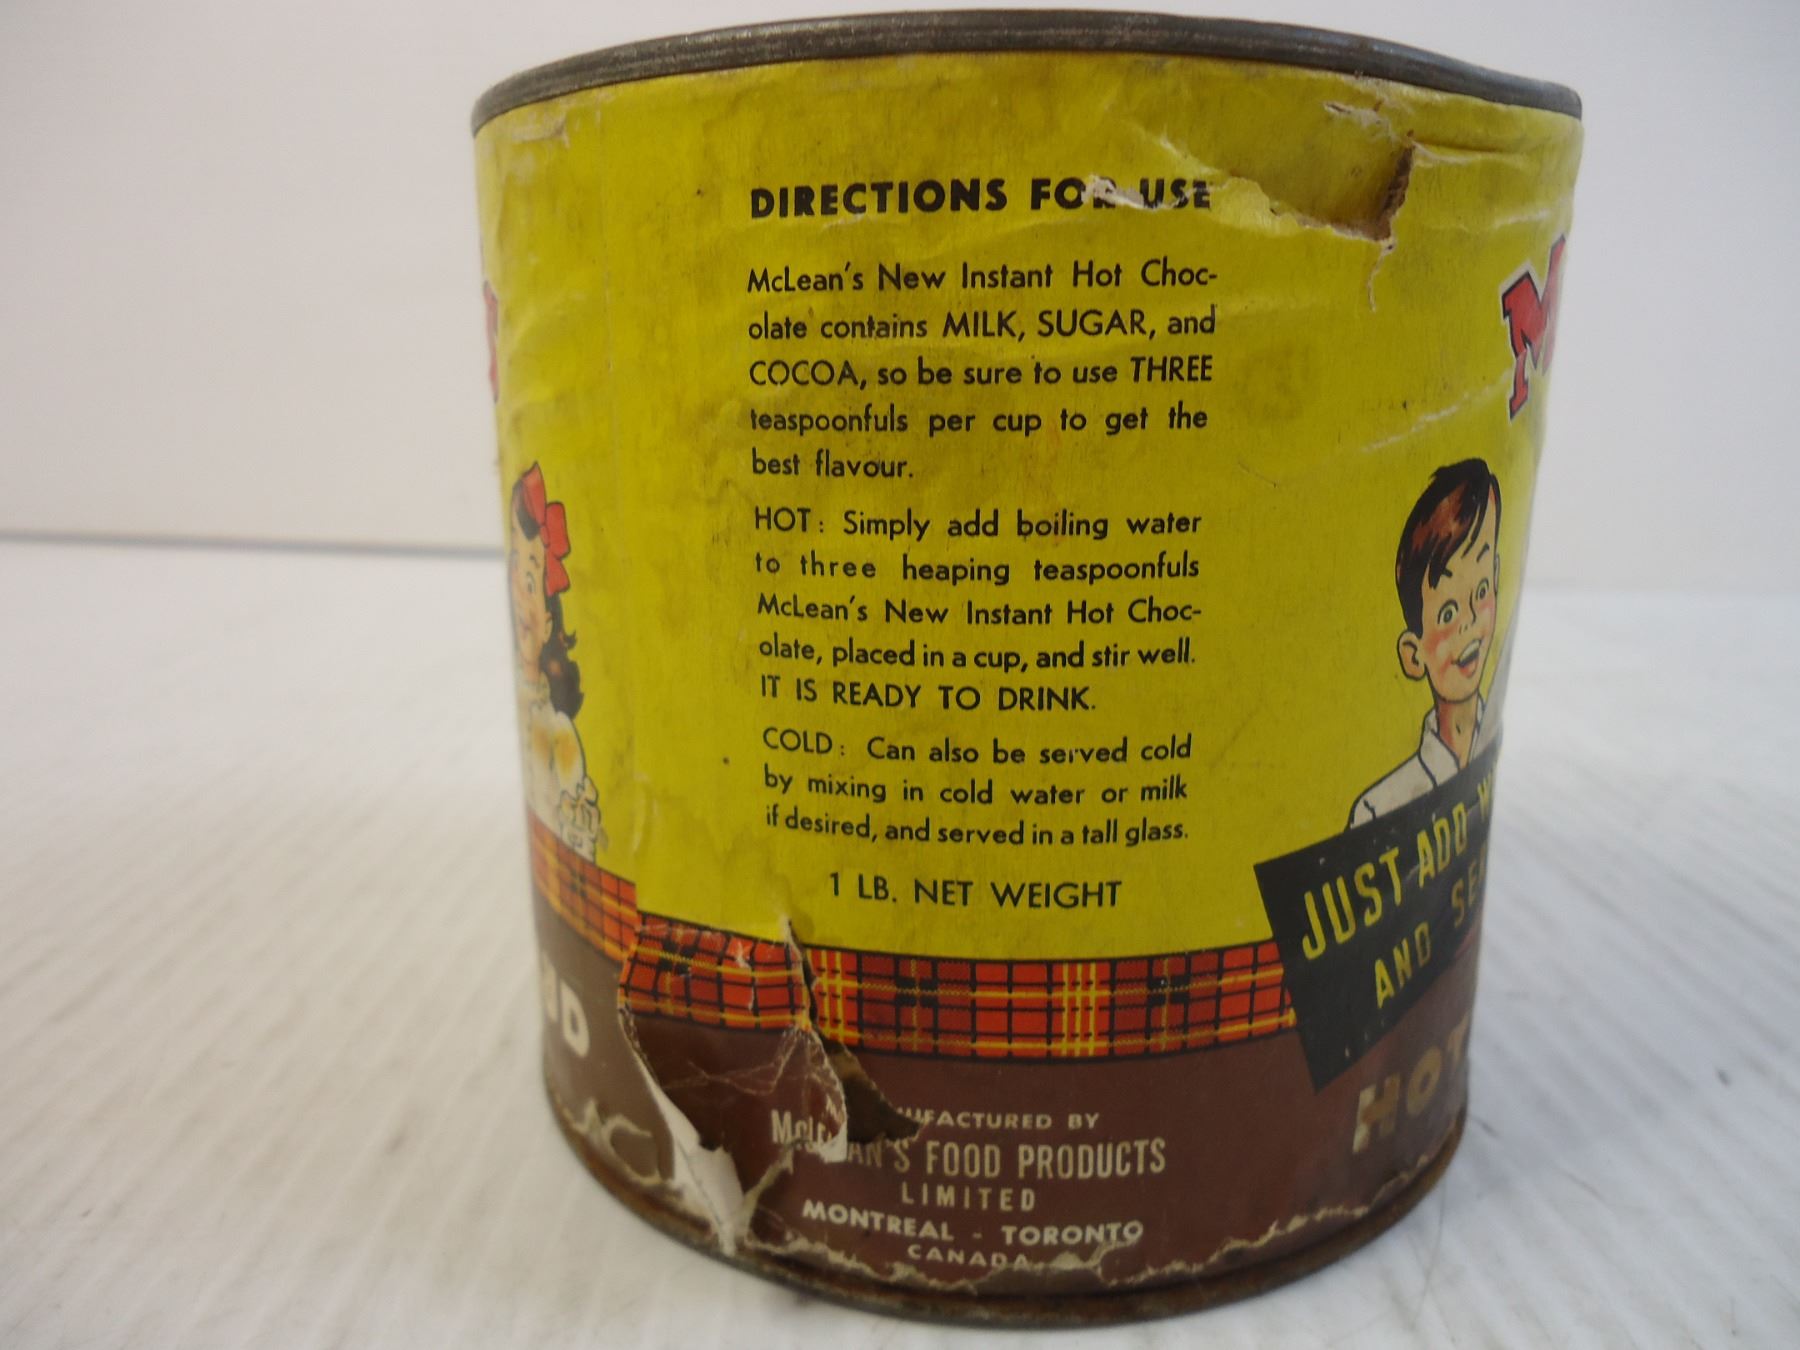 DIRECTIONS FOR USE
McLean's New Instant Hot Choc-
olate contains MILK, SUGAR, and
COCOA, so be sure to use THREE
teaspoonfuls per cup to get the
best flavour.
HOT: Simply add boiling water
to three heaping teaspoonfuls
McLean's New Instant Hot Choc-
olate, placed in a cup, and stir well.
IT IS READY TO DRINK.
COLD: Can also be served cold
by mixing in cold water or milk
if desired, and served in a tall glass.
1 LB. NET WEIGHT
BY
FOOD PRODUCTS
LIMITED
MONTREAL - TORONTO
CANADA
JUST ADD
AND
HOT